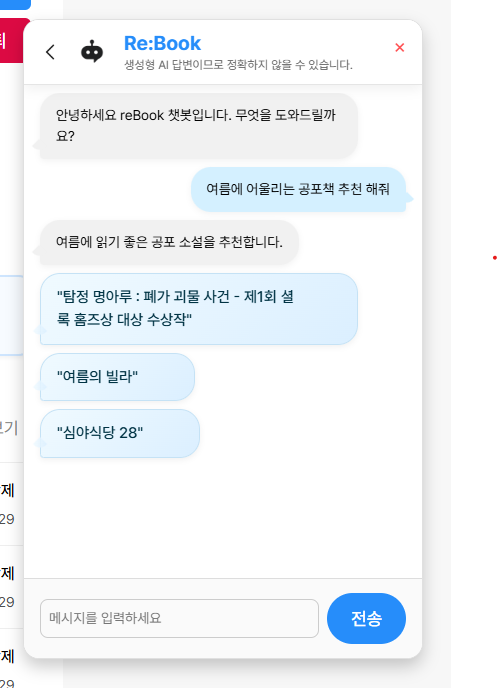 Re:Book
생성형 AI 답변이므로 정확하지 않을 수 있습니다.
안녕하세요 reBook 챗봇입니다. 무엇을 도와드릴까
요?
여름에 어울리는 공포책 추천 해줘
여름에 읽기 좋은 공포 소설을 추천합니다.
"탐정 명아루 : 폐가 괴물 사건 - 제1회 셜
록 홈즈상 대상 수상작"
"여름의 빌라"
"심야식당 28"
보기
제
29
제
29
제
29
메시지를 입력하세요
전송